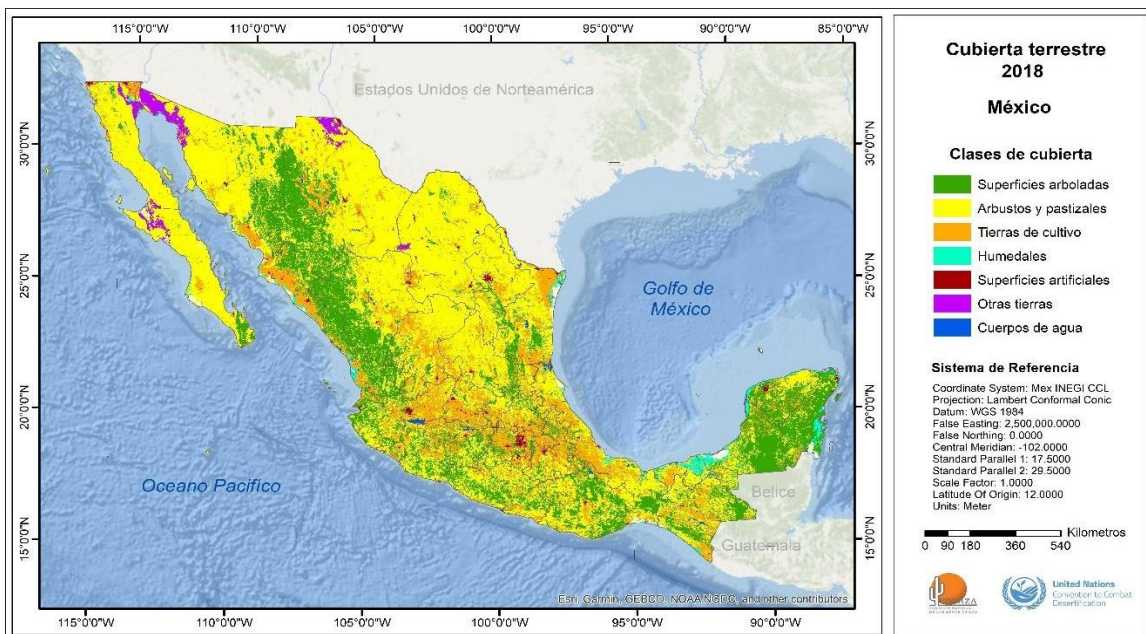 115°0'0"W
110°0'0"W
105°0'0"W
100°0'0"W
95°0'0"W
90°0'0"W
85°0'0"W
30°0'0"N
25°0'0"N
20°0'0"N
15°0'0"N
30°0'0"N
25°0'0"N
20°0'0"N
15°0'0"N
Estados Unidos de Norteamérica
Golfo de
México
Oceano Pacifico
Belice
Guatemala
Esri, Garmin, GEBCO, NOAA NGDC, and other contributors
115°0'0"W
110°0'0"W
105°0'0"W
100°0'0"W
95°0'0"W
90°0'0"W
Cubierta terrestre
2018
México
Clases de cubierta
Superficies arboladas
Arbustos y pastizales
Tierras de cultivo
Humedales
Superficies artificiales
Otras tierras
Cuerpos de agua
Sistema de Referencia
Coordinate System: Mex INEGI CCL
Projection: Lambert Conformal Conic
Datum: WGS 1984
False Easting: 2,500,000.0000
False Northing: 0.0000
Central Meridian: -102.0000
Standard Parallel 1: 17.5000
Standard Parallel 2: 29.5000
Scale Factor: 1.0000
Latitude Of Origin: 12.0000
Units: Meter
Kilometros
0 90 180 360 540
United Nations
Convention to Combat
Desertification